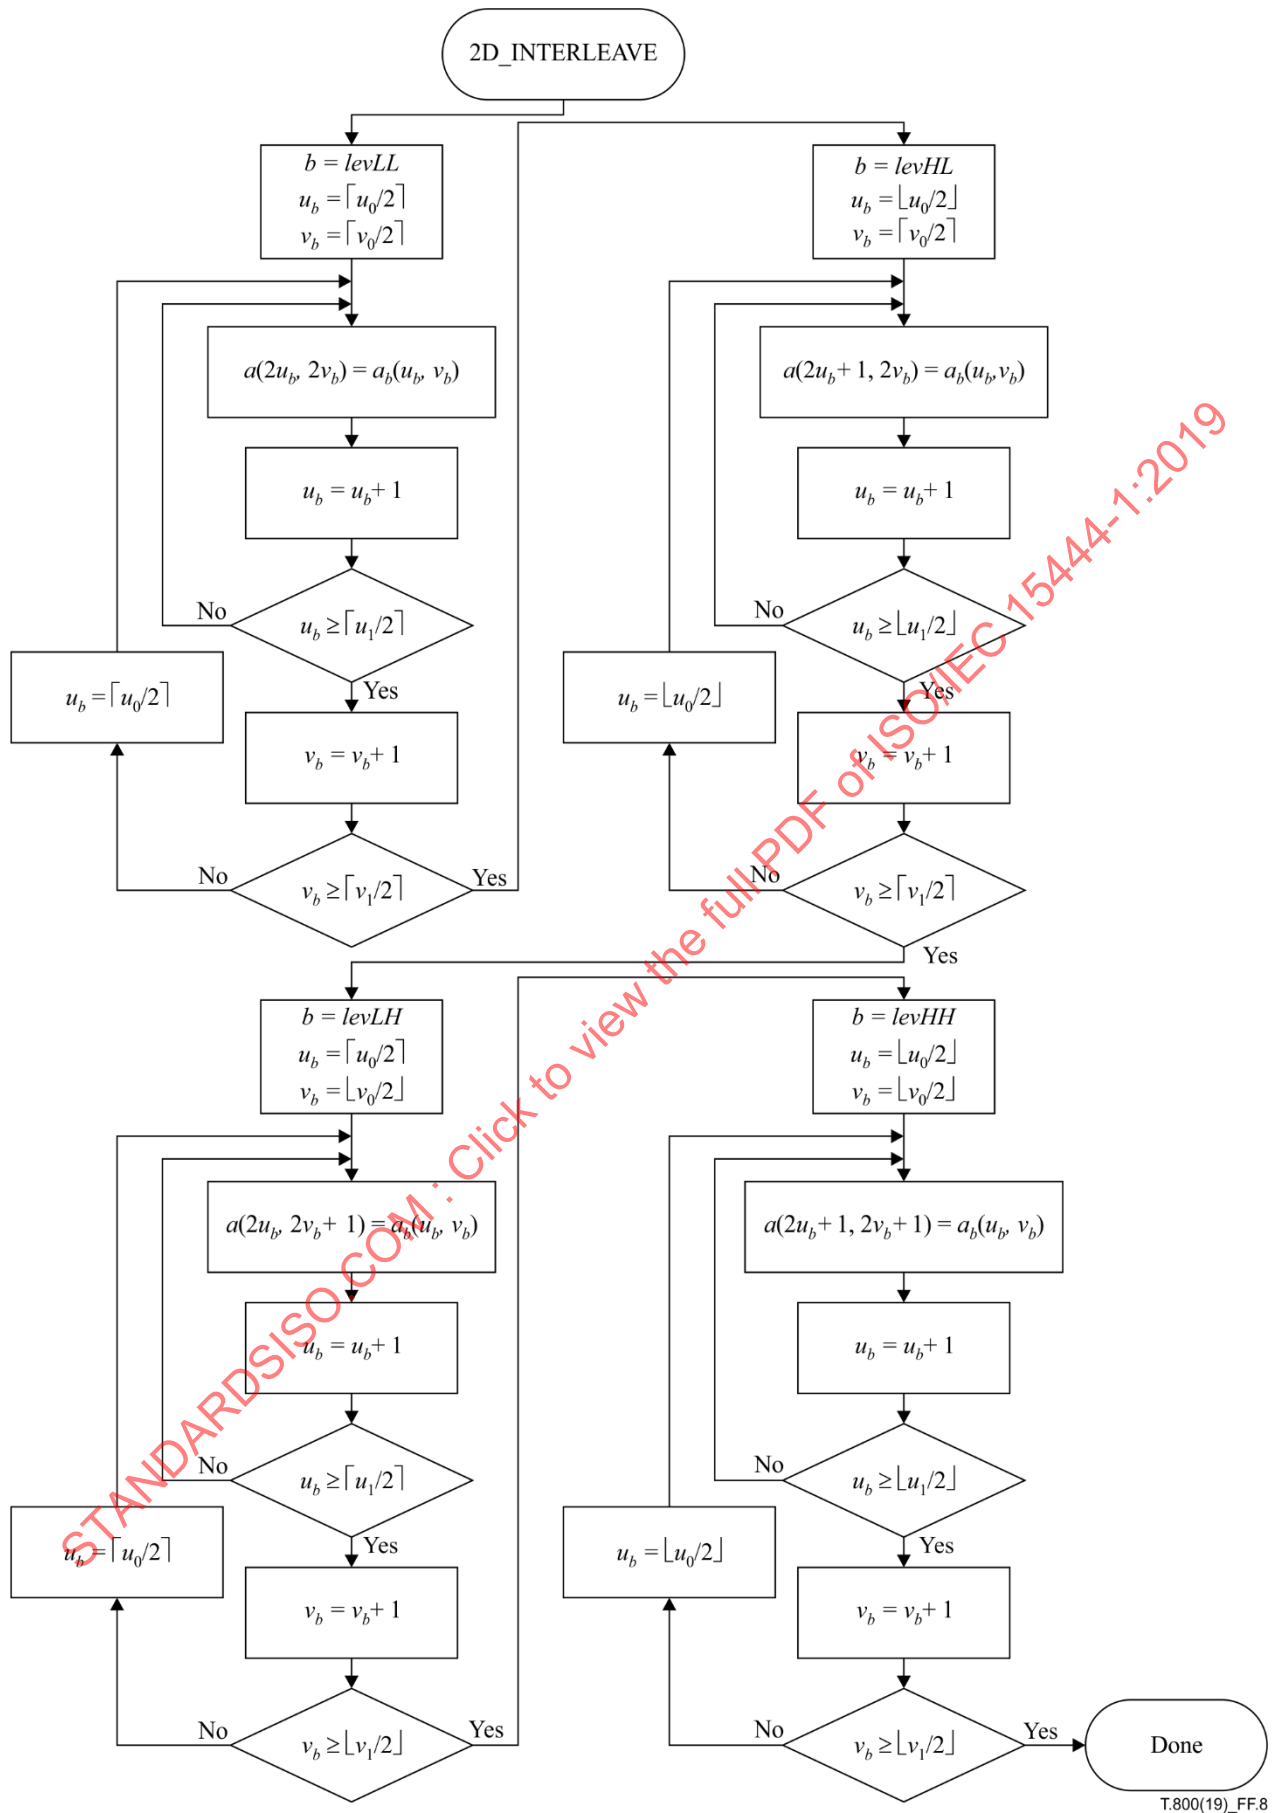 2D_INTERLEAVE
b = levLL
u_b = ⌈u_0/2⌉
v_b = ⌈v_0/2⌉
a(2u_b, 2v_b) = a_b(u_b, v_b)
u_b = u_b + 1
No
u_b ≥ ⌈u_1/2⌉
Yes
u_b = ⌈u_0/2⌉
v_b = v_b + 1
No
v_b ≥ ⌈v_1/2⌉
Yes
b = levHL
u_b = ⌊u_0/2⌋
v_b = ⌈v_0/2⌉
a(2u_b + 1, 2v_b) = a_b(u_b,v_b)
u_b = u_b + 1
No
u_b ≥ ⌊u_1/2⌋
Yes
u_b = ⌊u_0/2⌋
v_b = v_b + 1
No
v_b ≥ ⌈v_1/2⌉
Yes
b = levLH
u_b = ⌈u_0/2⌉
v_b = ⌊v_0/2⌋
a(2u_b, 2v_b + 1) = a_b(u_b, v_b)
u_b = u_b + 1
No
u_b ≥ ⌈u_1/2⌉
Yes
u_b = ⌈u_0/2⌉
v_b = v_b + 1
No
v_b ≥ ⌊v_1/2⌋
Yes
b = levHH
u_b = ⌊u_0/2⌋
v_b = ⌊v_0/2⌋
a(2u_b + 1, 2v_b + 1) = a_b(u_b, v_b)
u_b = u_b + 1
No
u_b ≥ ⌊u_1/2⌋
Yes
u_b = ⌊u_0/2⌋
v_b = v_b + 1
No
v_b ≥ ⌊v_1/2⌋
Yes
Done
T.800(19)_FF.8
STANDARDSISO.COM : Click to view the full PDF of ISO/IEC 15444-1:2019